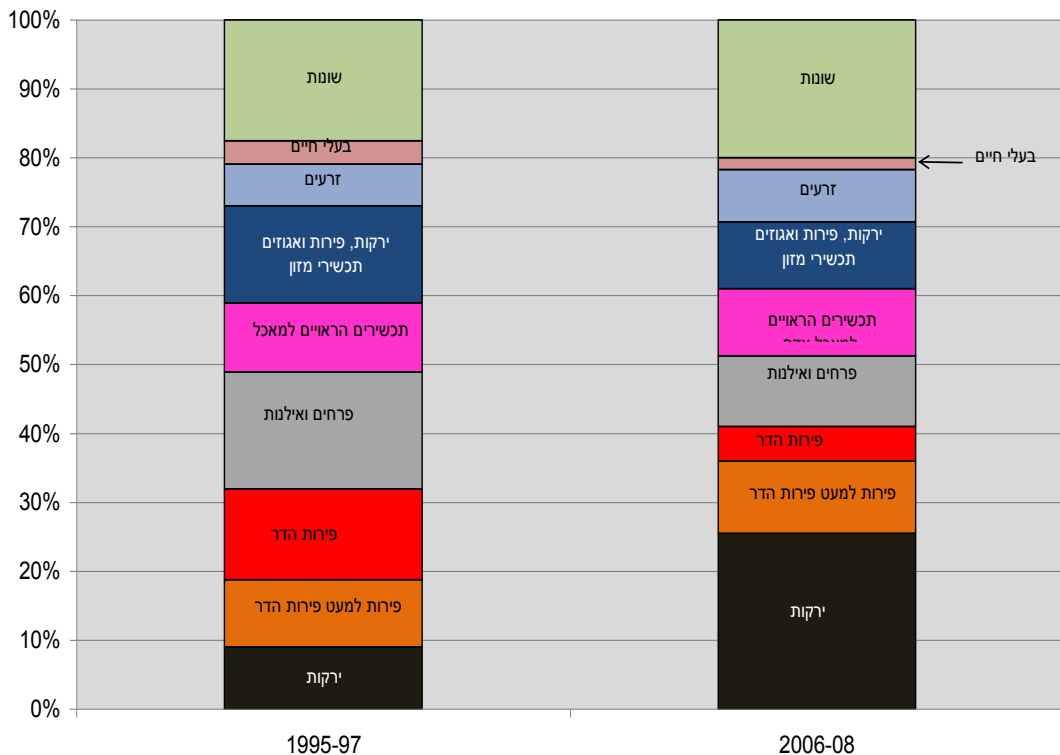 100%
90%
80%
70%
60%
50%
40%
30%
20%
10%
0%
שונות
בעלי חיים
זרעים
ירקות, פירות ואגוזים
תכשירי מזון
תכשירים הראויים למאכל
פרחים ואילנות
פירות הדר
פירות למעט פירות הדר
ירקות
שונות
בעלי חיים
זרעים
ירקות, פירות ואגוזים
תכשירי מזון
תכשירים הראויים
פרחים ואילנות
פירות הדר
פירות למעט פירות הדר
ירקות
1995-97
2006-08